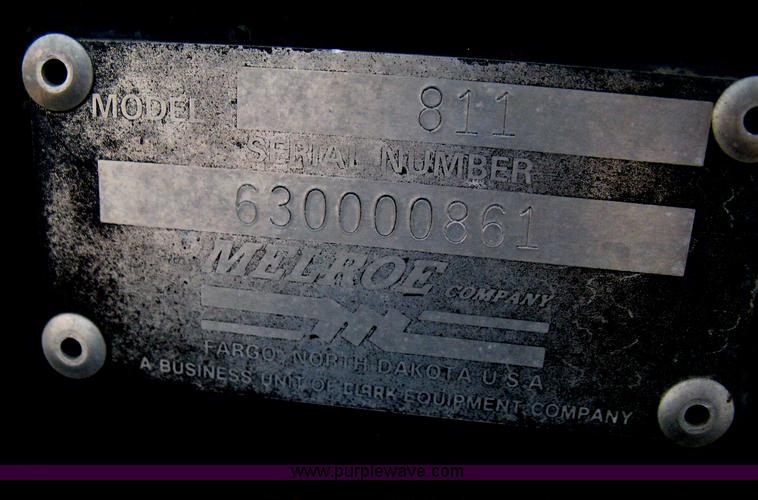 MODEL 811
SERIAL NUMBER
630000861
MELROE COMPANY
FARGO, NORTH DAKOTA U.S.A
A BUSINESS UNIT OF CLARK EQUIPMENT COMPANY
www.purplewave.com